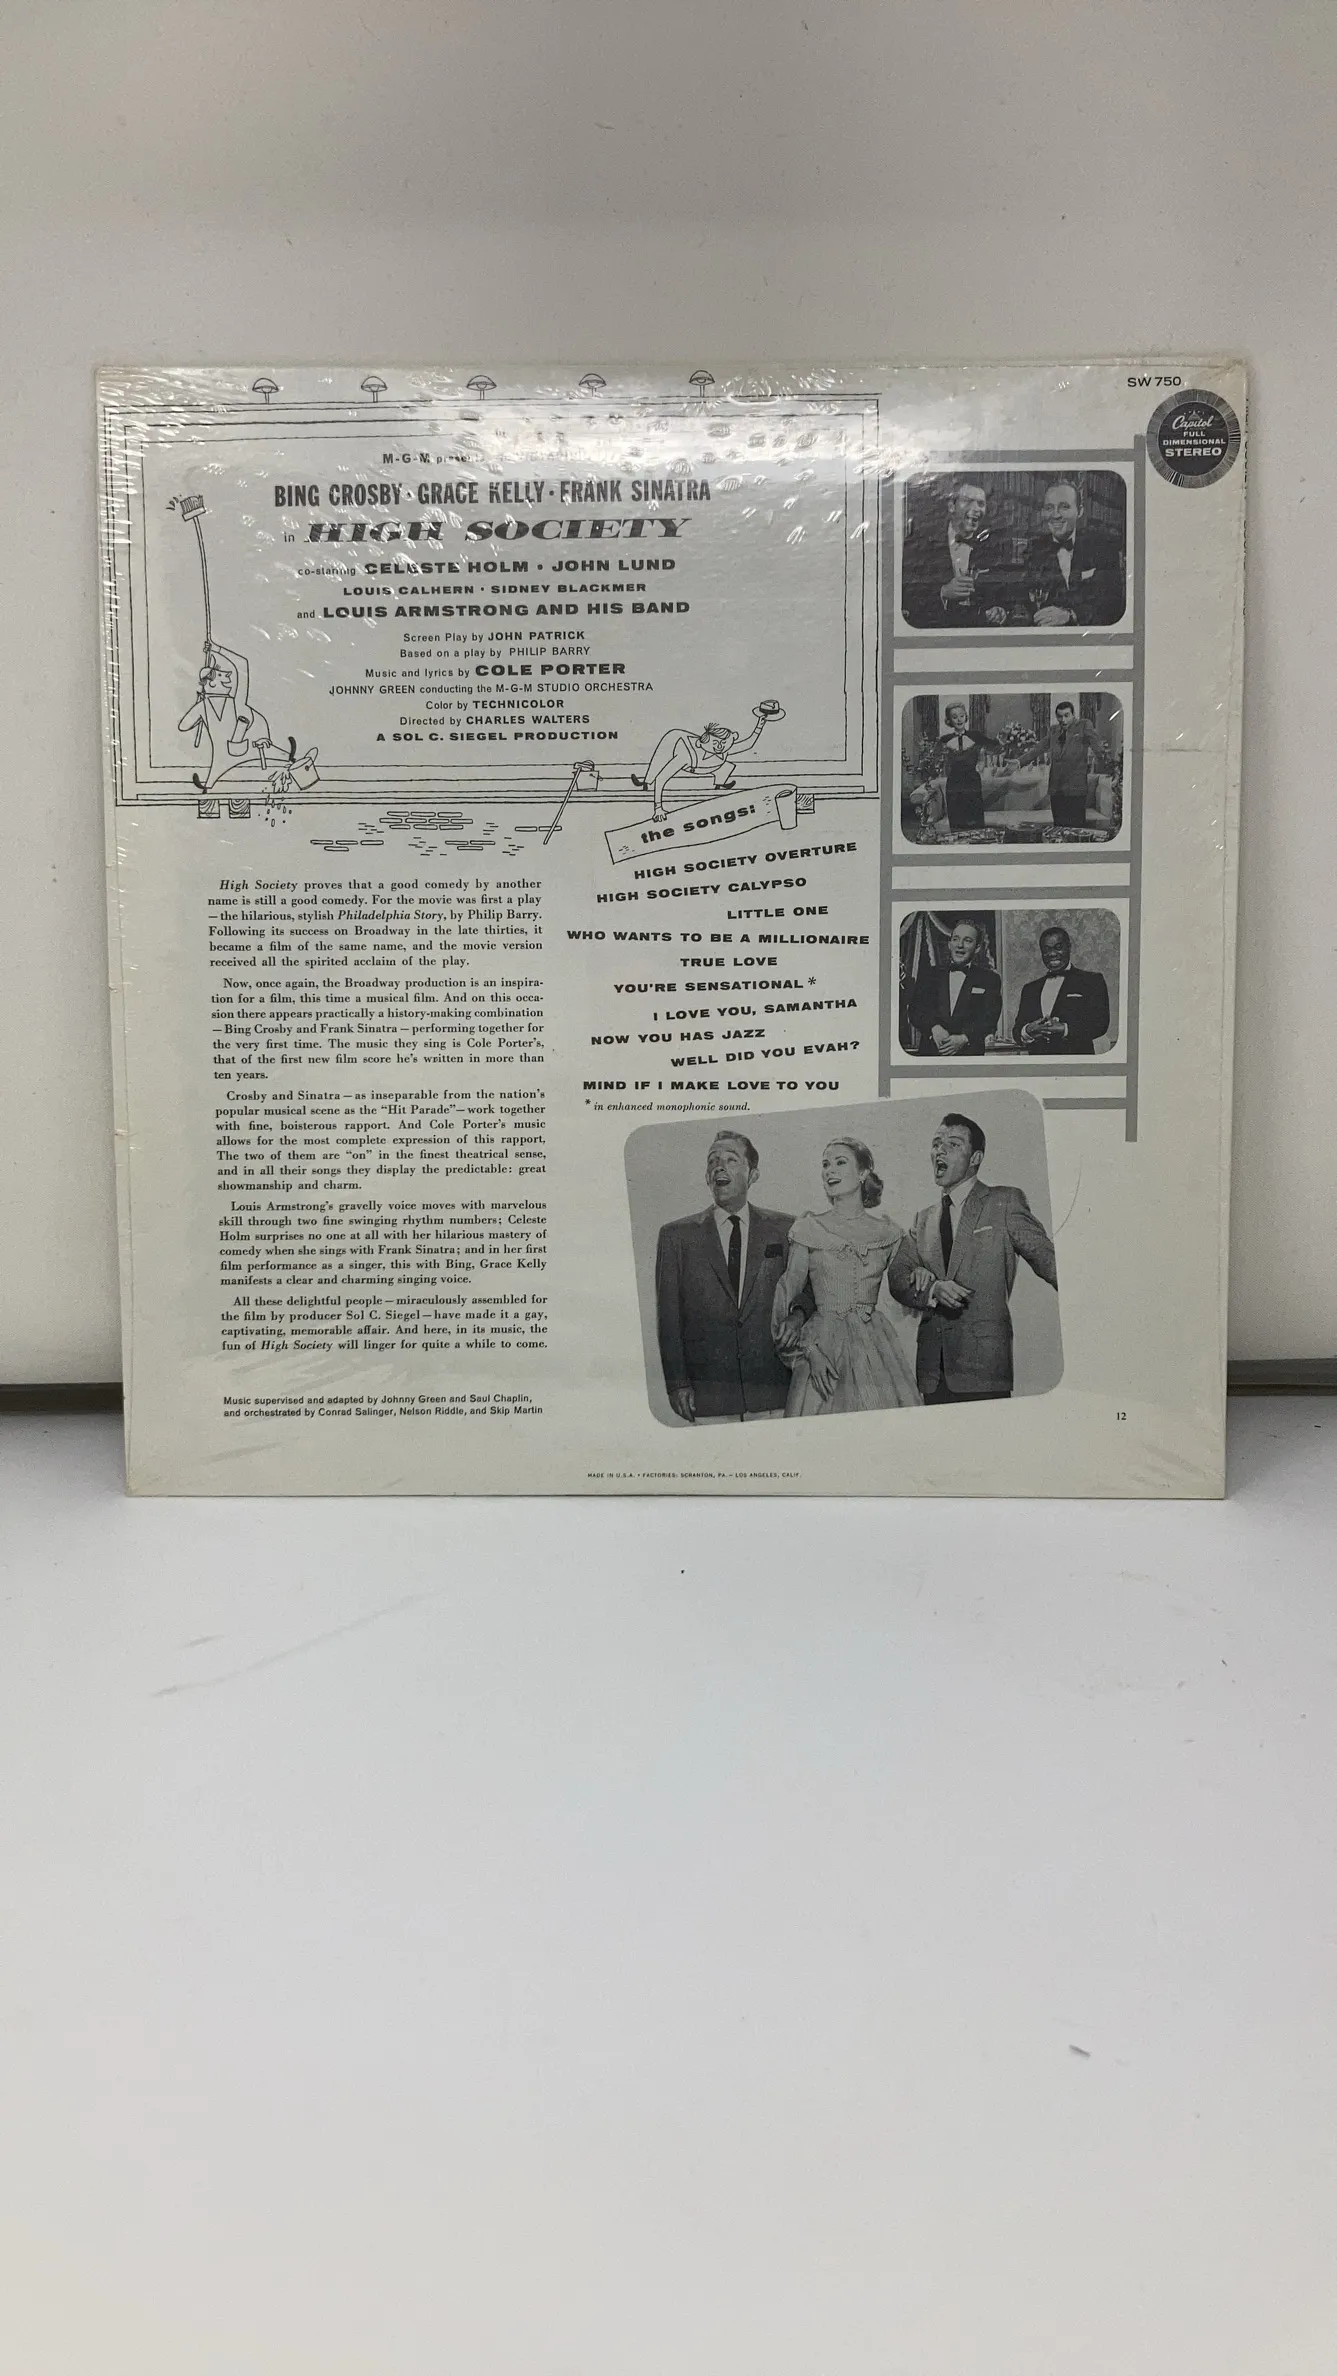 SW 750
Capitol
FULL
DIMENSIONAL
STEREO
M-G-M presents
BING CROSBY · GRACE KELLY · FRANK SINATRA
in HIGH SOCIETY
co-starring CELESTE HOLM • JOHN LUND
LOUIS CALHERN • SIDNEY BLACKMER
and LOUIS ARMSTRONG AND HIS BAND
Screen Play by JOHN PATRICK
Based on a play by PHILIP BARRY
Music and lyrics by COLE PORTER
JOHNNY GREEN conducting the M-G-M STUDIO ORCHESTRA
Color by TECHNICOLOR
Directed by CHARLES WALTERS
A SOL C. SIEGEL PRODUCTION
High Society proves that a good comedy by another
name is still a good comedy. For the movie was first a play
—the hilarious, stylish Philadelphia Story, by Philip Barry.
Following its success on Broadway in the late thirties, it
became a film of the same name, and the movie version
received all the spirited acclaim of the play.
Now, once again, the Broadway production is an inspira-
tion for a film, this time a musical film. And on this occa-
sion there appears practically a history-making combination
—Bing Crosby and Frank Sinatra—performing together for
the very first time. The music they sing is Cole Porter's,
that of the first new film score he's written in more than
ten years.
Crosby and Sinatra—as inseparable from the nation's
popular musical scene as the "Hit Parade"—work together
with fine, boisterous rapport. And Cole Porter's music
allows for the most complete expression of this rapport,
The two of them are "on" in the finest theatrical sense,
and in all their songs they display the predictable: great
showmanship and charm.
Louis Armstrong's gravelly voice moves with marvelous
skill through two fine swinging rhythm numbers; Celeste
Holm surprises no one at all with her hilarious mastery of
comedy when she sings with Frank Sinatra; and in her first
film performance as a singer, this with Bing, Grace Kelly
manifests a clear and charming singing voice.
All these delightful people—miraculously assembled for
the film by producer Sol C. Siegel—have made it a gay,
captivating, memorable affair. And here, in its music, the
fun of High Society will linger for quite a while to come.
Music supervised and adapted by Johnny Green and Saul Chaplin,
and orchestrated by Conrad Salinger, Nelson Riddle, and Skip Martin
the songs:
HIGH SOCIETY OVERTURE
HIGH SOCIETY CALYPSO
LITTLE ONE
WHO WANTS TO BE A MILLIONAIRE
TRUE LOVE
YOU'RE SENSATIONAL*
I LOVE YOU, SAMANTHA
NOW YOU HAS JAZZ
WELL DID YOU EVAH?
MIND IF I MAKE LOVE TO YOU
* in enhanced monophonic sound.
12
MADE IN U.S.A. • FACTORIES: SCRANTON, PA. – LOS ANGELES, CALIF.